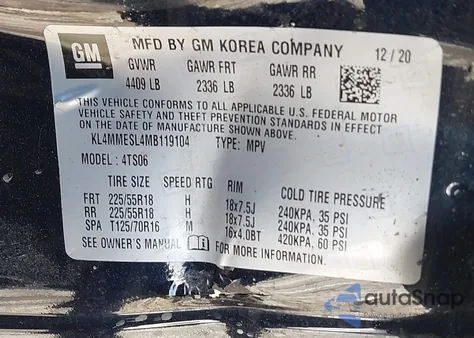 GM
MFD BY GM KOREA COMPANY 12/20
GVWR GAWR FRT GAWR RR
4409 LB 2336 LB 2336 LB
THIS VEHICLE CONFORMS TO ALL APPLICABLE U.S. FEDERAL MOTOR
VEHICLE SAFETY AND THEFT PREVENTION STANDARDS IN EFFECT
ON THE DATE OF MANUFACTURE SHOWN ABOVE.
KL4MMESL4MB119104 TYPE: MPV
MODEL: 4TS06
TIRE SIZE SPEED RTG RIM COLD TIRE PRESSURE
FRT 225/55R18 H 18x7.5J 240KPA, 35 PSI
RR 225/55R18 H 18x7.5J 240KPA, 35 PSI
SPA T125/70R16 M 16x4.0BT 420KPA, 60 PSI
SEE OWNER'S MANUAL FOR MORE INFORMATION.
autoSnap